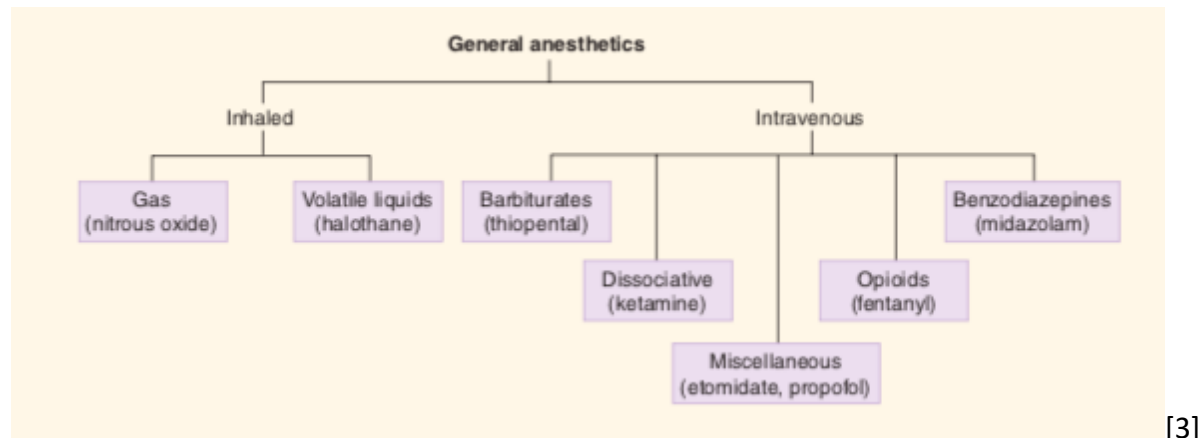 General anesthetics
Inhaled
Intravenous
Gas
(nitrous oxide)
Volatile liquids
(halothane)
Barbiturates
(thiopental)
Benzodiazepines
(midazolam)
Dissociative
(ketamine)
Opioids
(fentanyl)
Miscellaneous
(etomidate, propofol)
[3]